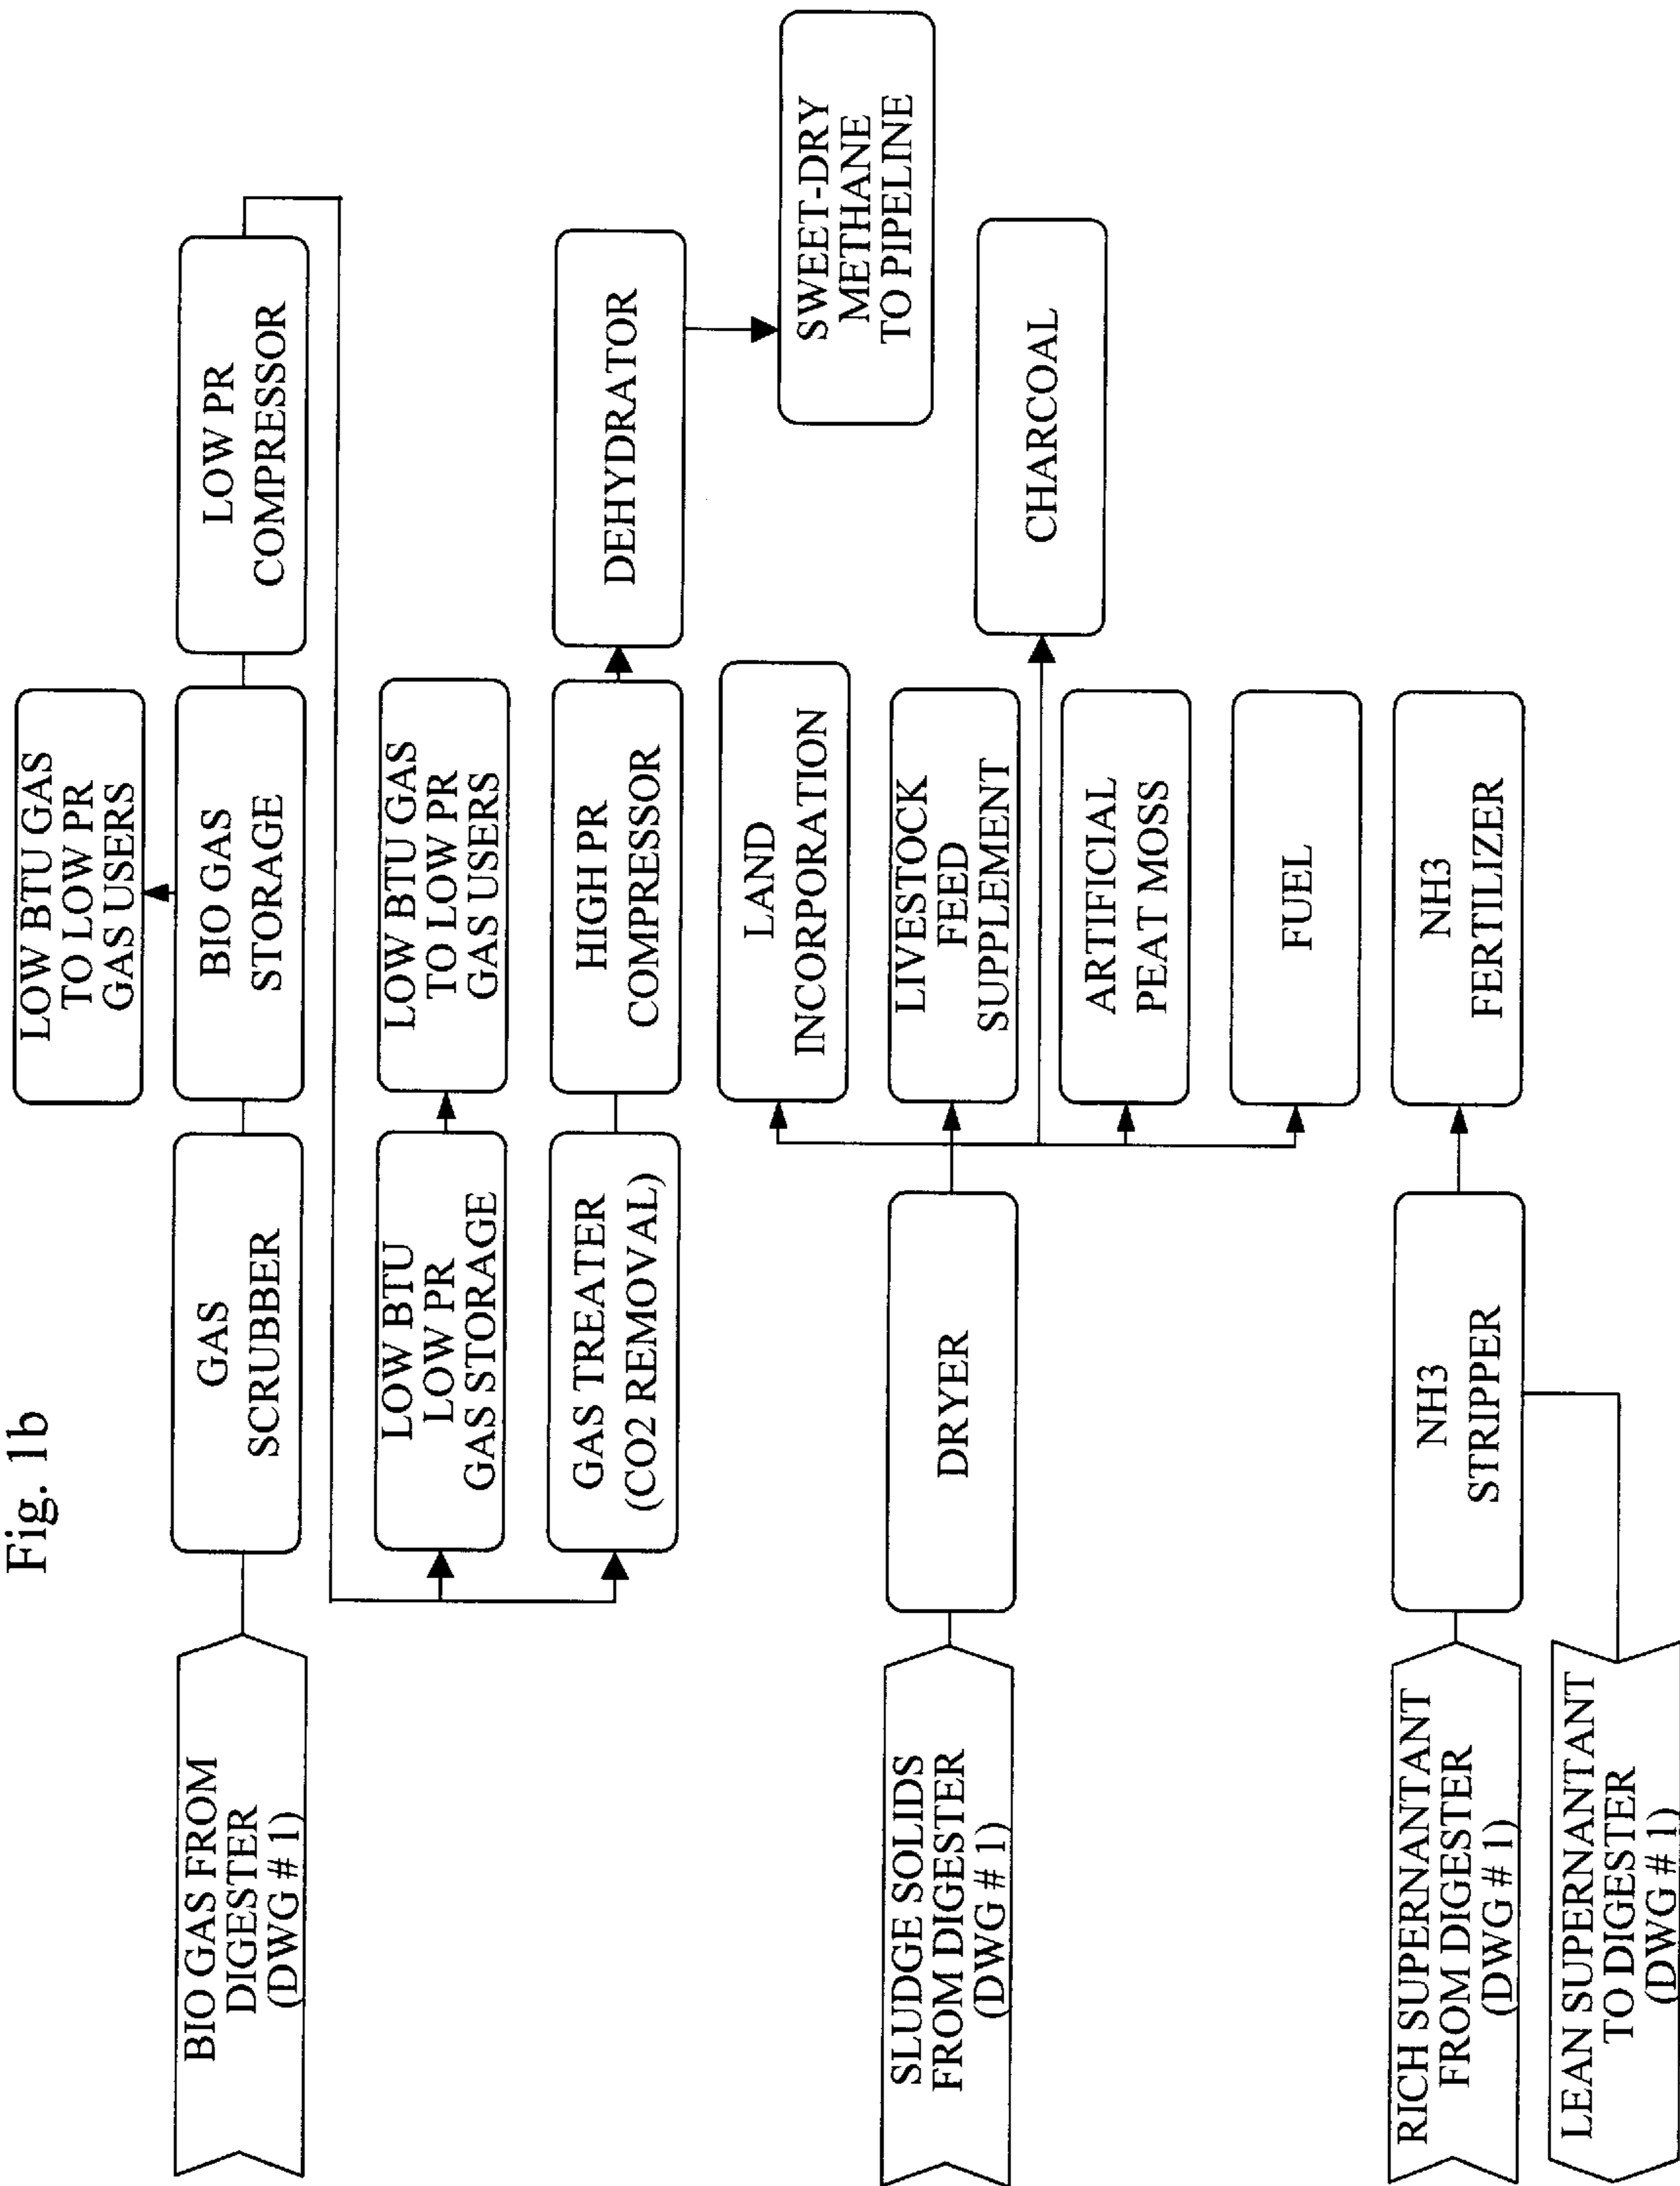 Fig. 1b
LOW BTU GAS
TO LOW PR
GAS USERS
BIO GAS FROM
DIGESTER
(DWG # 1)
GAS
SCRUBBER
BIO GAS
STORAGE
LOW PR
COMPRESSOR
LOW BTU
LOW PR
GAS STORAGE
LOW BTU GAS
TO LOW PR
GAS USERS
GAS TREATER
(CO2 REMOVAL)
HIGH PR
COMPRESSOR
DEHYDRATOR
SWEET-DRY
METHANE
TO PIPELINE
LAND
INCORPORATION
SLUDGE SOLIDS
FROM DIGESTER
(DWG # 1)
DRYER
LIVESTOCK
FEED
SUPPLEMENT
CHARCOAL
ARTIFICIAL
PEAT MOSS
FUEL
RICH SUPERNANTANT
FROM DIGESTER
(DWG # 1)
NH3
STRIPPER
NH3
FERTILIZER
LEAN SUPERNANTANT
TO DIGESTER
(DWG # 1)